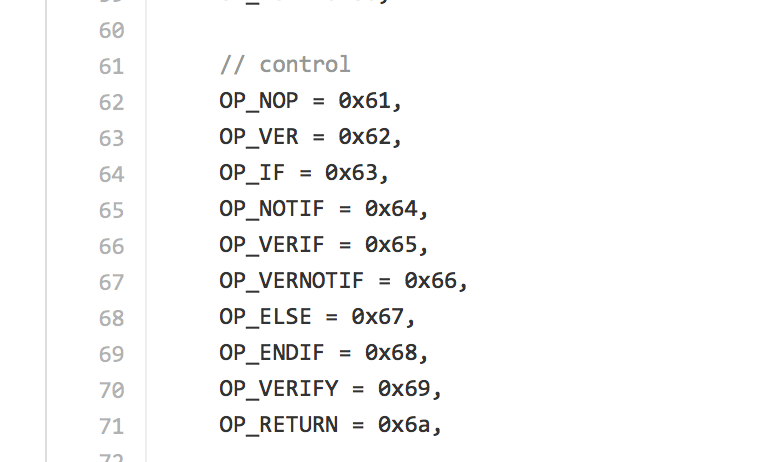 60
61 // control
62 OP_NOP = 0x61,
63 OP_VER = 0x62,
64 OP_IF = 0x63,
65 OP_NOTIF = 0x64,
66 OP_VERIF = 0x65,
67 OP_VERNOTIF = 0x66,
68 OP_ELSE = 0x67,
69 OP_ENDIF = 0x68,
70 OP_VERIFY = 0x69,
71 OP_RETURN = 0x6a,